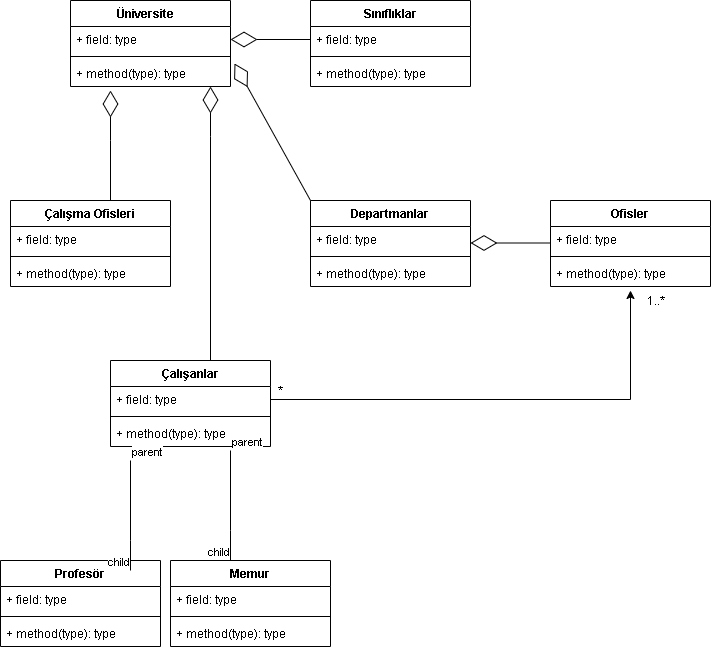 Üniversite
+ field: type
+ method(type): type
Sınıflıklar
+ field: type
+ method(type): type
Çalışma Ofisleri
+ field: type
+ method(type): type
Departmanlar
+ field: type
+ method(type): type
Ofisler
+ field: type
+ method(type): type
1..*
Çalışanlar
+ field: type
+ method(type): type
*
parent
parent
child
child
Profesör
+ field: type
+ method(type): type
Memur
+ field: type
+ method(type): type